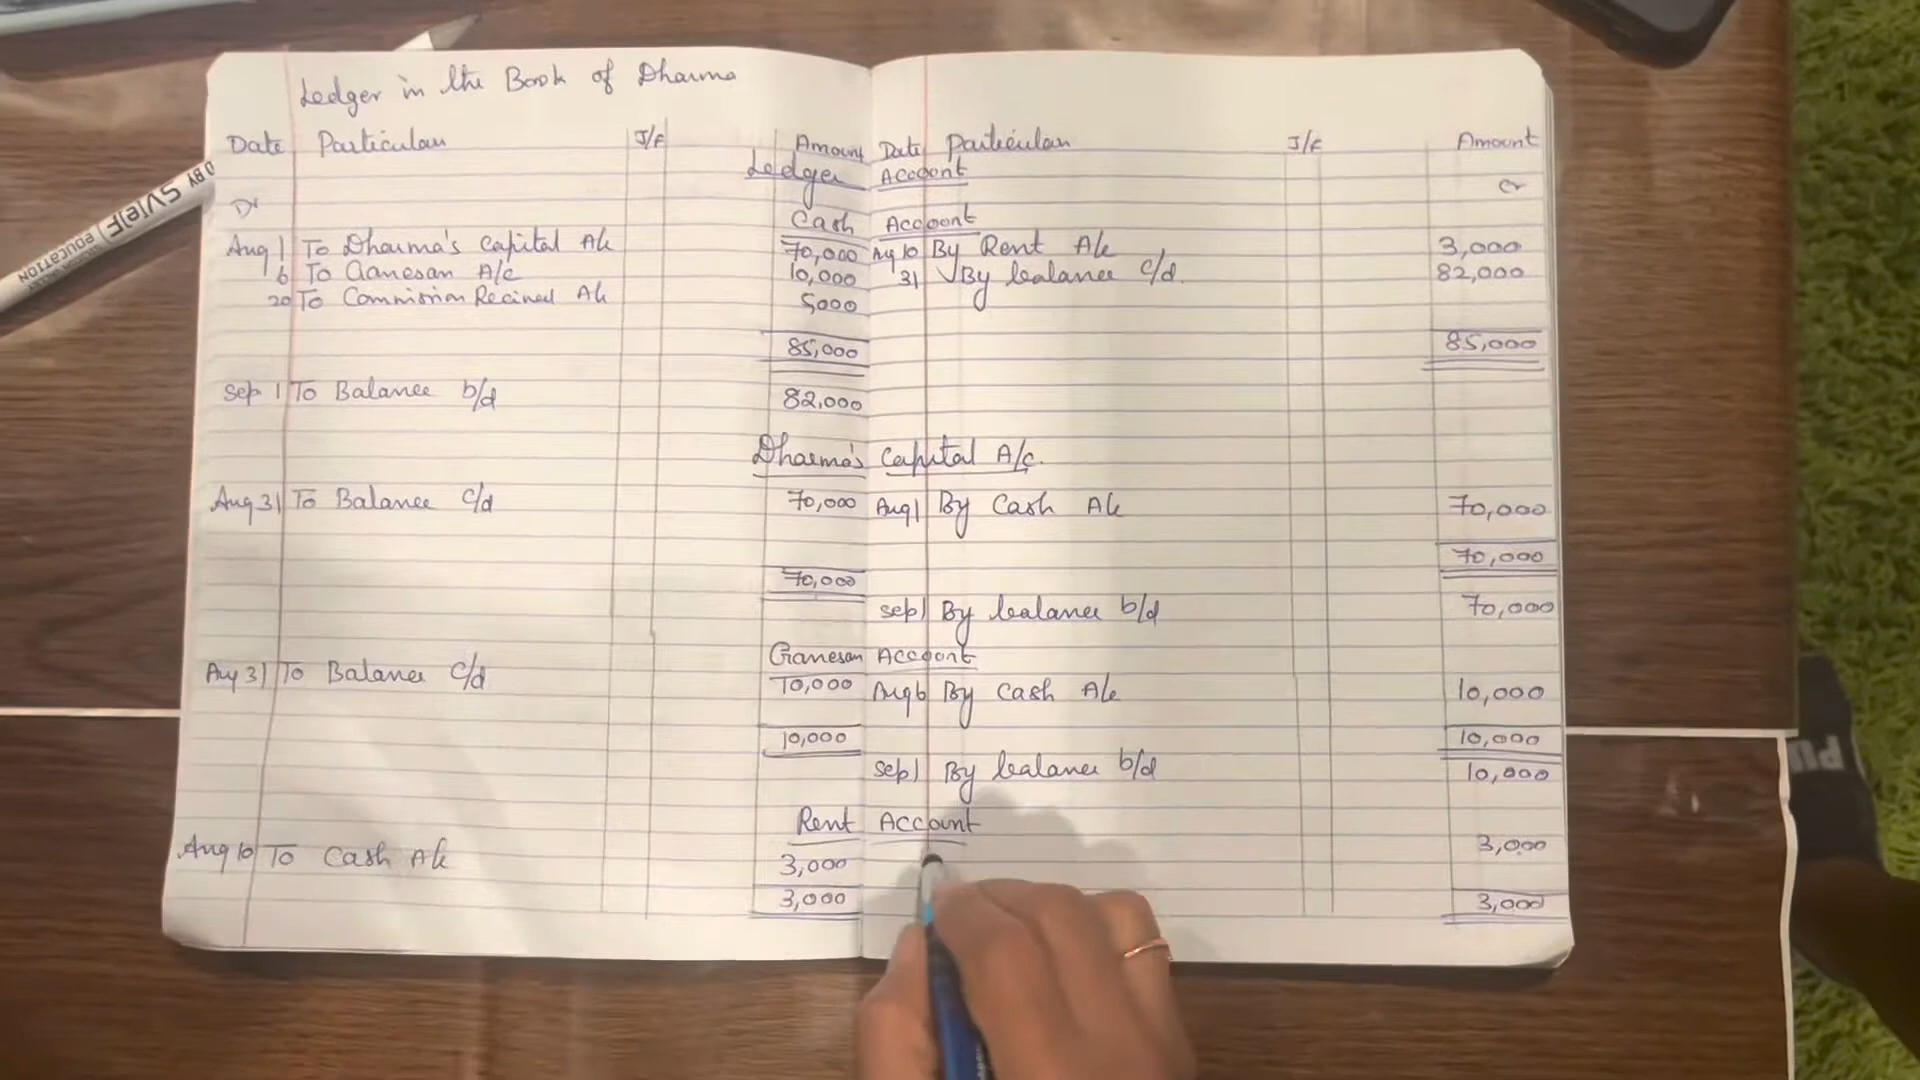 Ledger in the Book of Dharma
Date Particulars J/F Amount Date Particulars J/F Amount
Ledger Account
Dr Cr
Cash Account
Aug 1 To Dharma's Capital A/c 70,000 Aug 10 By Rent A/c 3,000
6 To Ganesan A/c 10,000 31 By balance c/d. 82,000
20 To Commission Recived A/c 5000
85,000 85,000
Sep 1 To Balance b/d 82,000
Dharma's Capital A/c.
Aug 31 To Balance c/d 70,000 Aug 1 By Cash A/c 70,000
70,000 70,000
Sep 1 By balance b/d 70,000
Ganesan Account
Aug 31 To Balance c/d 10,000 Aug 6 By Cash A/c 10,000
10,000 10,000
Sep 1 By balance b/d 10,000
Rent Account
Aug 10 To Cash A/c 3,000 3,000
3,000 3,000